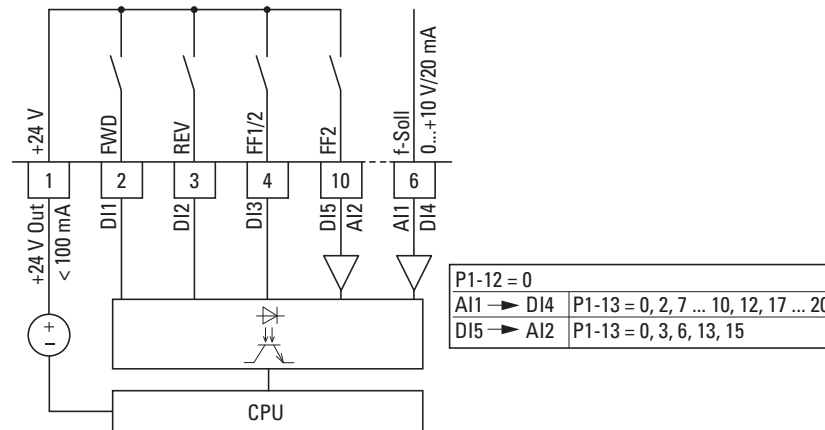 +24 V
FWD
REV
FF1/2
FF2
f-Soll
0...+10 V/20 mA
1
2
3
4
10
6
+24 V Out
< 100 mA
DI1
DI2
DI3
DI5
AI2
AI1
DI4
P1-12 = 0
AI1 → DI4 P1-13 = 0, 2, 7 ... 10, 12, 17 ... 20
DI5 → AI2 P1-13 = 0, 3, 6, 13, 15
+
−
CPU